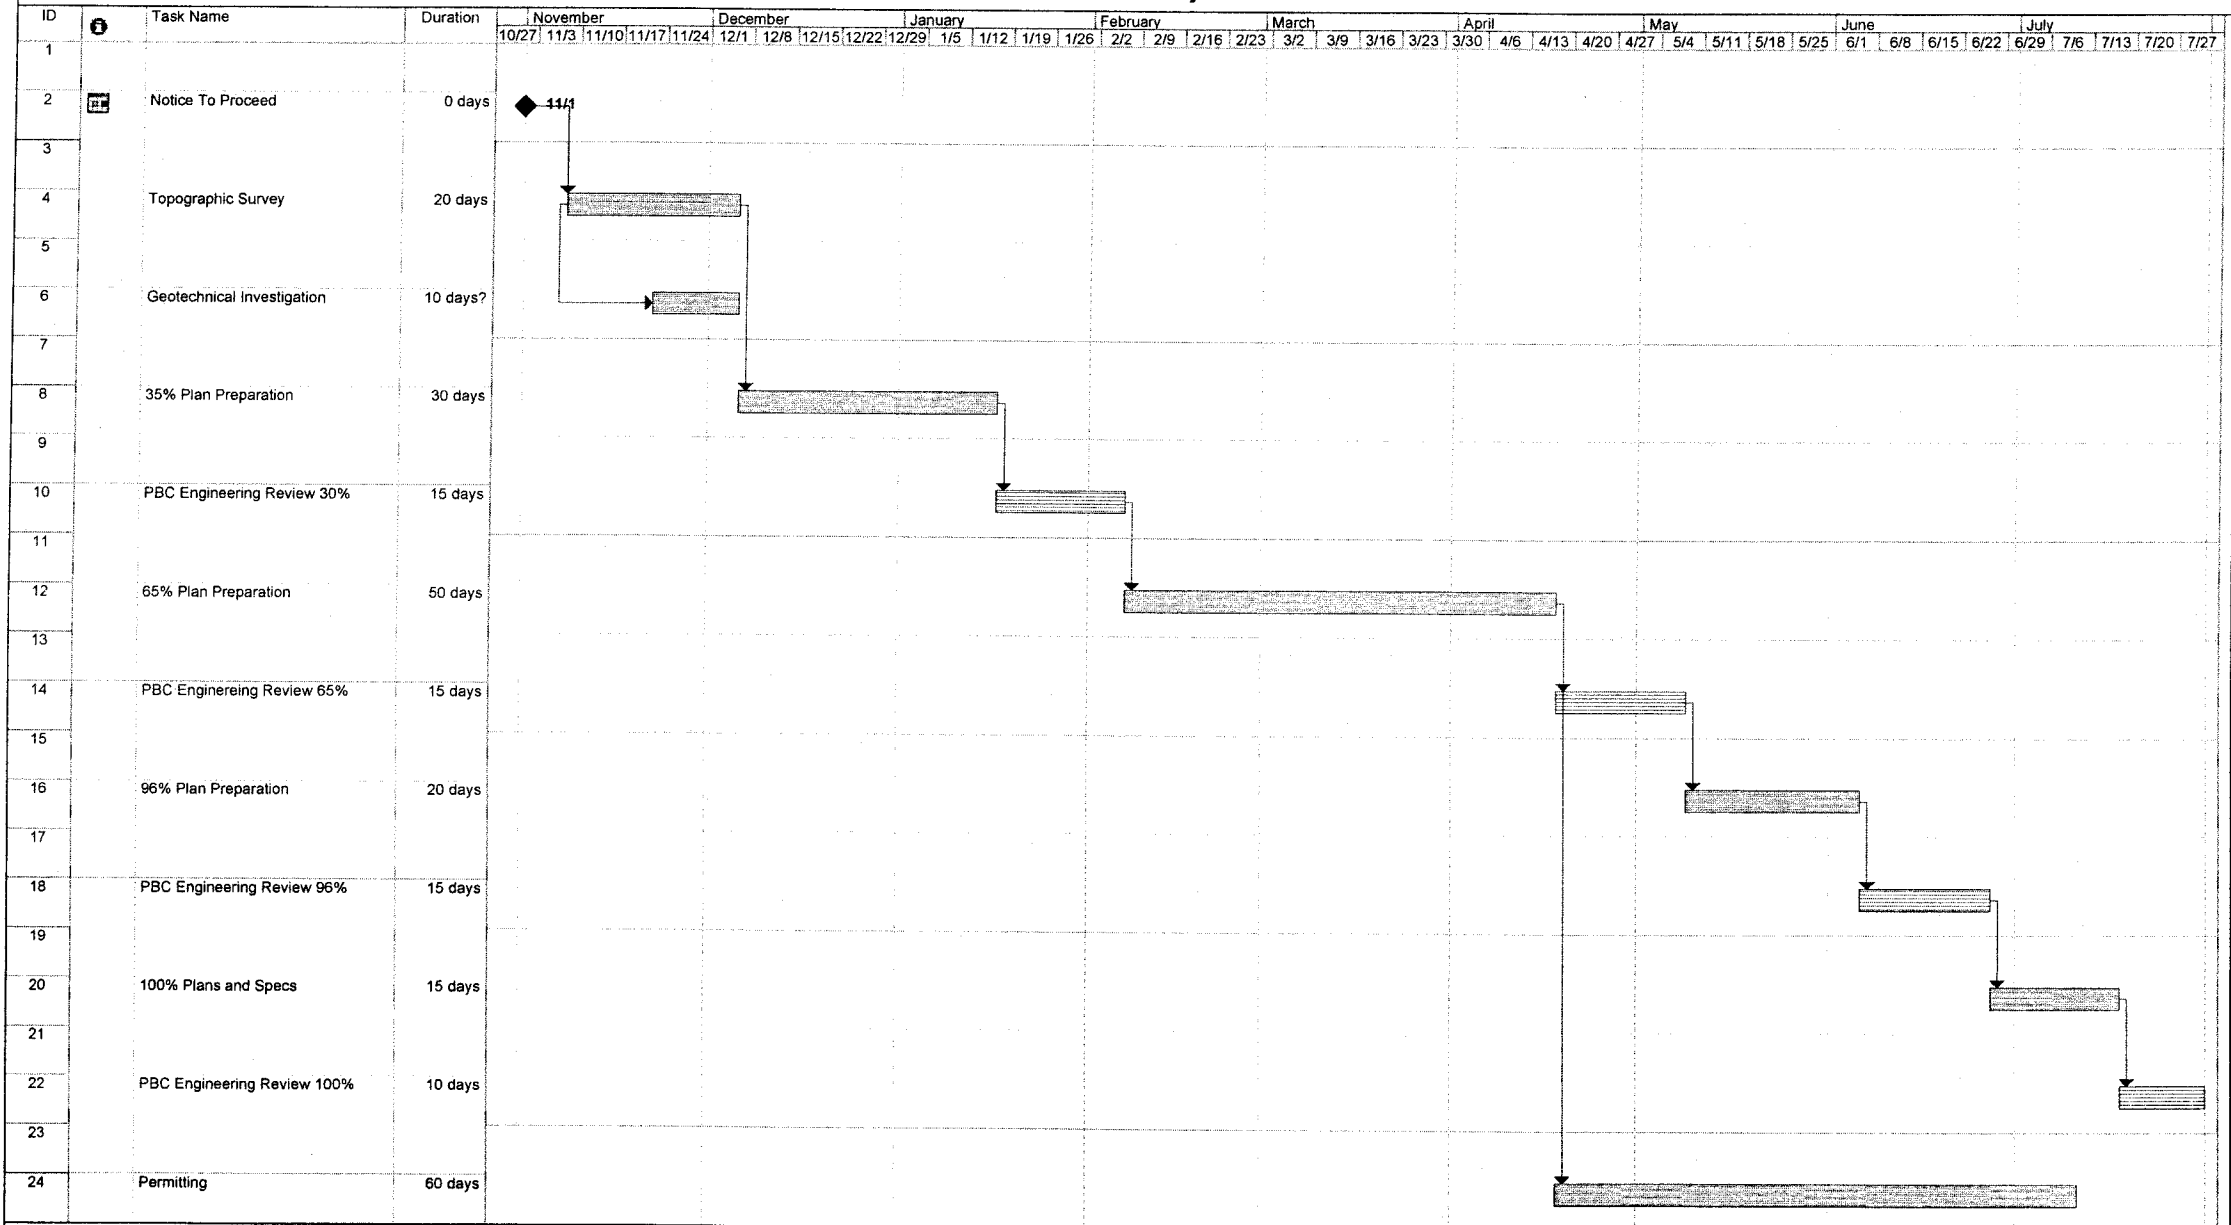 ID Task Name Duration November December January February March April May June July
10/27 11/3 11/10 11/17 11/24 12/1 12/8 12/15 12/22 12/29 1/5 1/12 1/19 1/26 2/2 2/9 2/16 2/23 3/2 3/9 3/16 3/23 3/30 4/6 4/13 4/20 4/27 5/4 5/11 5/18 5/25 6/1 6/8 6/15 6/22 6/29 7/6 7/13 7/20 7/27
1
2 Notice To Proceed 0 days 11/1
3
4 Topographic Survey 20 days
5
6 Geotechnical Investigation 10 days?
7
8 35% Plan Preparation 30 days
9
10 PBC Engineering Review 30% 15 days
11
12 65% Plan Preparation 50 days
13
14 PBC Enginereing Review 65% 15 days
15
16 96% Plan Preparation 20 days
17
18 PBC Engineering Review 96% 15 days
19
20 100% Plans and Specs 15 days
21
22 PBC Engineering Review 100% 10 days
23
24 Permitting 60 days